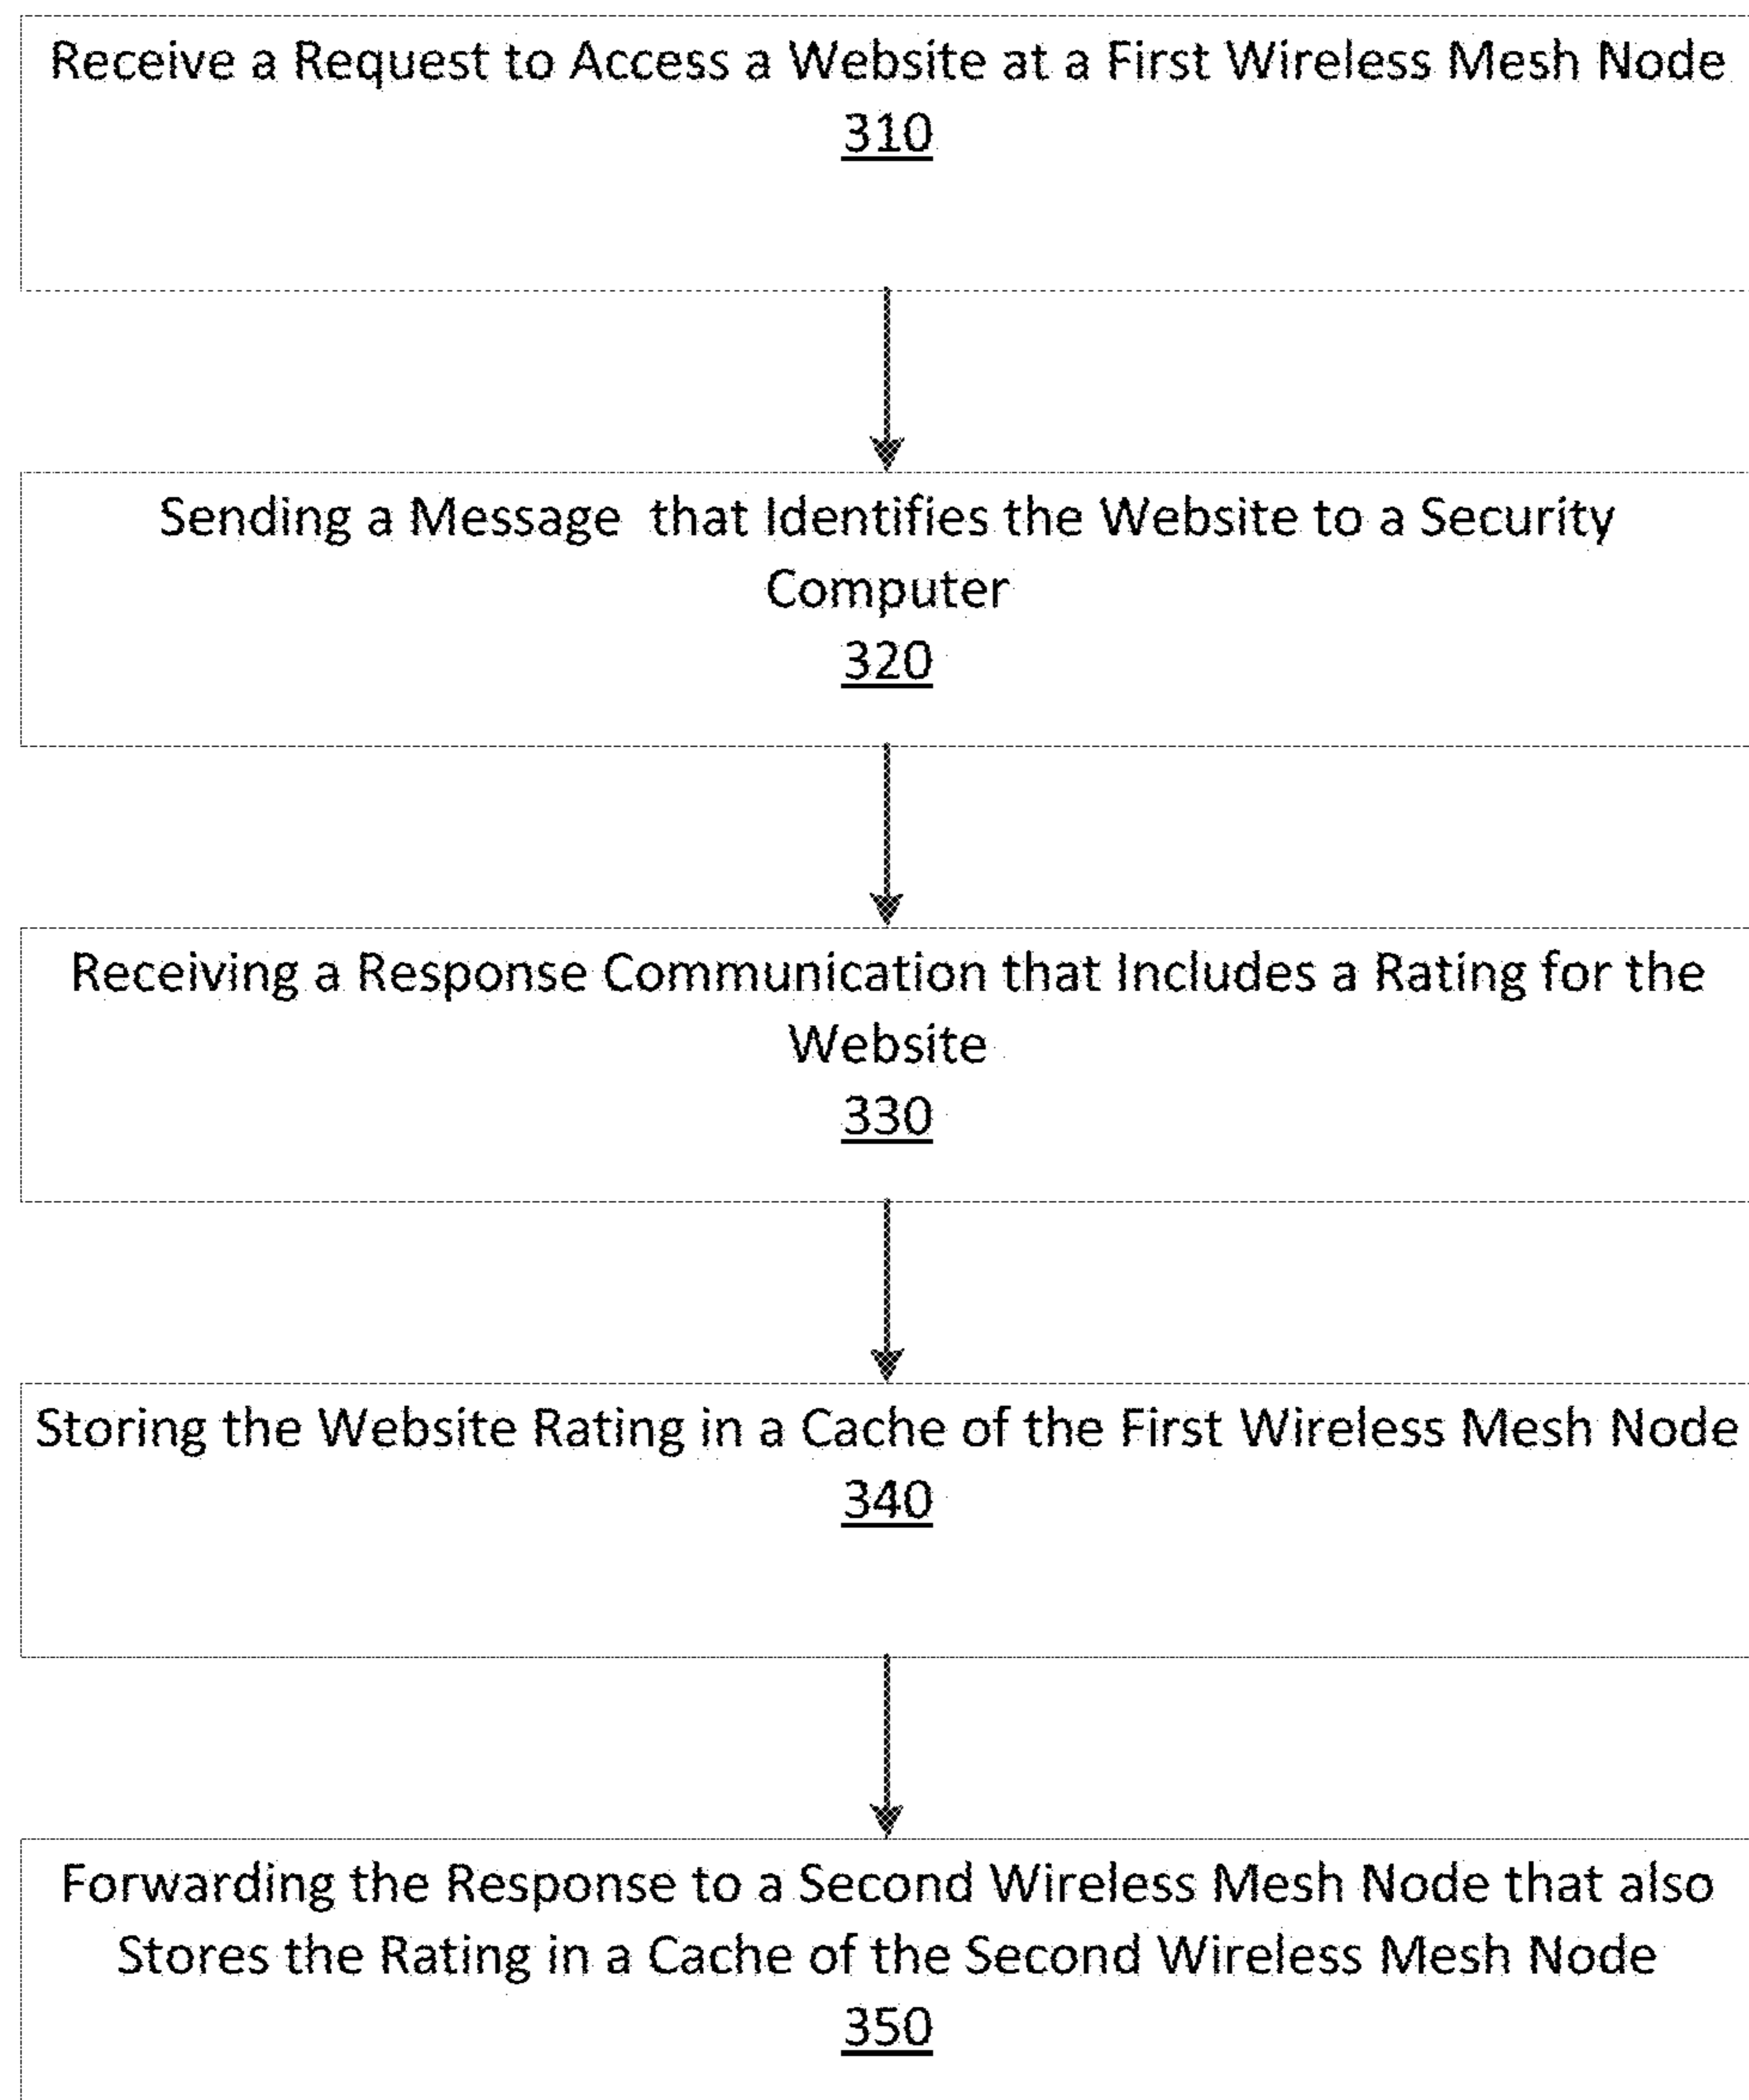 Receive a Request to Access a Website at a First Wireless Mesh Node
310
Sending a Message that Identifies the Website to a Security
Computer
320
Receiving a Response Communication that Includes a Rating for the
Website
330
Storing the Website Rating in a Cache of the First Wireless Mesh Node
340
Forwarding the Response to a Second Wireless Mesh Node that also
Stores the Rating in a Cache of the Second Wireless Mesh Node
350